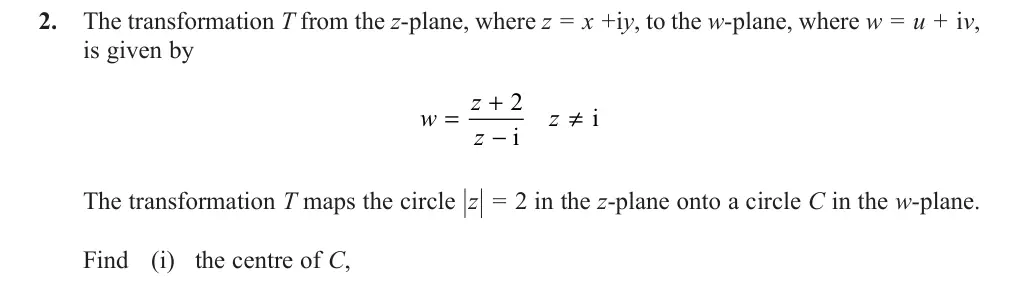 2. The transformation T from the z-plane, where z = x +iy, to the w-plane, where w = u + iv,
is given by
w = \frac{z + 2}{z - i} z ≠ i
The transformation T maps the circle |z| = 2 in the z-plane onto a circle C in the w-plane.
Find (i) the centre of C,